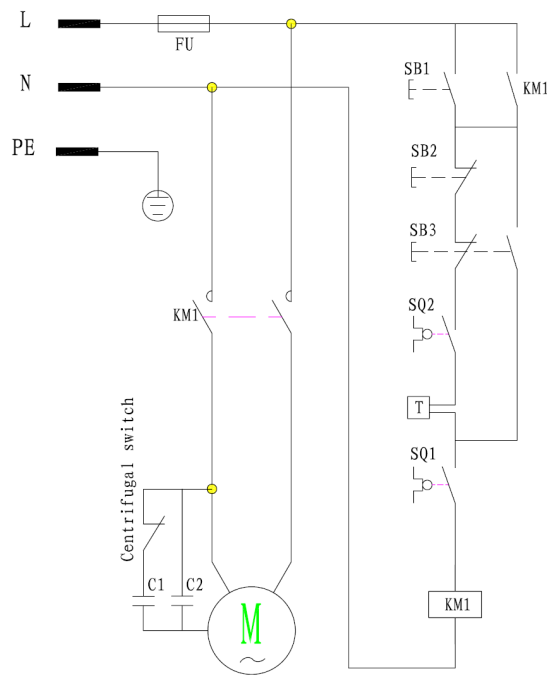 L
FU
N
SB1
KM1
SB2
PE
SB3
KM1
SQ2
T
Centrifugal switch
SQ1
C1
C2
KM1
M